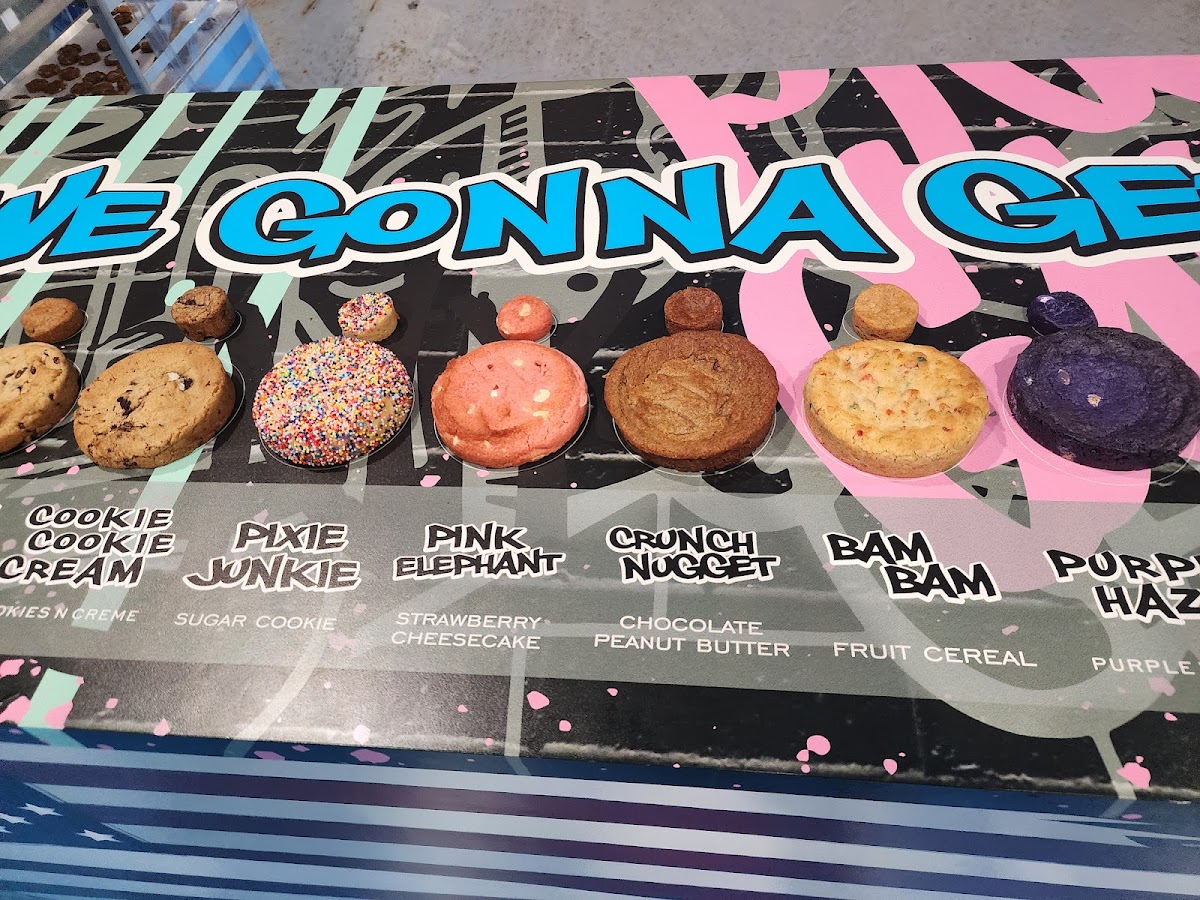 WE GONNA GE
COOKIE
COOKIE
CREAM
OKIES N CREME
PIXIE
JUNKIE
SUGAR COOKIE
PINK
ELEPHANT
STRAWBERRY
CHEESECAKE
CRUNCH
NUGGET
CHOCOLATE
PEANUT BUTTER
BAM
BAM
FRUIT CEREAL
PURP
HAZ
PURPLE